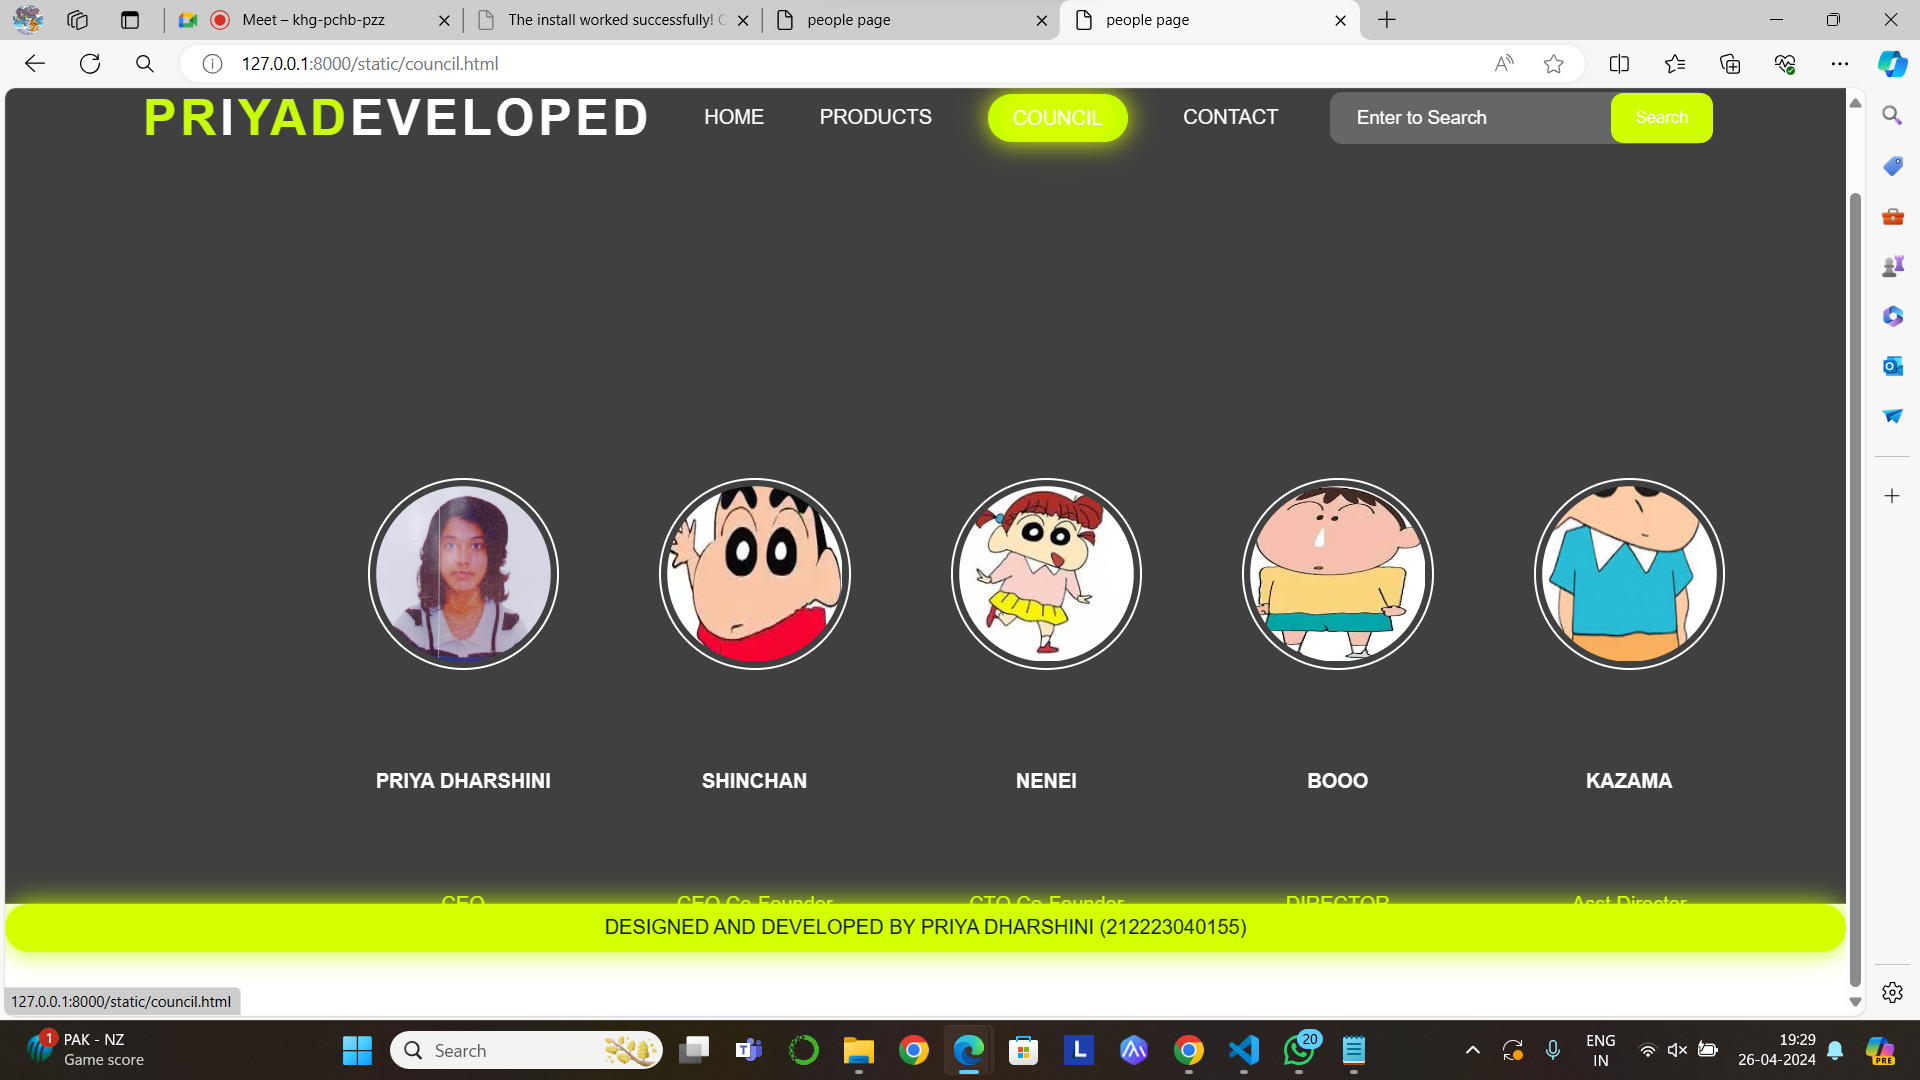 Meet – khg-pchb-pzz
The install worked successfully! C
people page
people page
127.0.0.1:8000/static/council.html
PRIYADEVELOPED
HOME
PRODUCTS
COUNCIL
CONTACT
Enter to Search
Search
PRIYA DHARSHINI
SHINCHAN
NENEI
BOOO
KAZAMA
CEO
CEO Co-Founder
CTO Co-Founder
DIRECTOR
Asst.Director
DESIGNED AND DEVELOPED BY PRIYA DHARSHINI (212223040155)
127.0.0.1:8000/static/council.html
1
PAK - NZ
Game score
Search
L
20
ENG
IN
19:29
26-04-2024
PRE